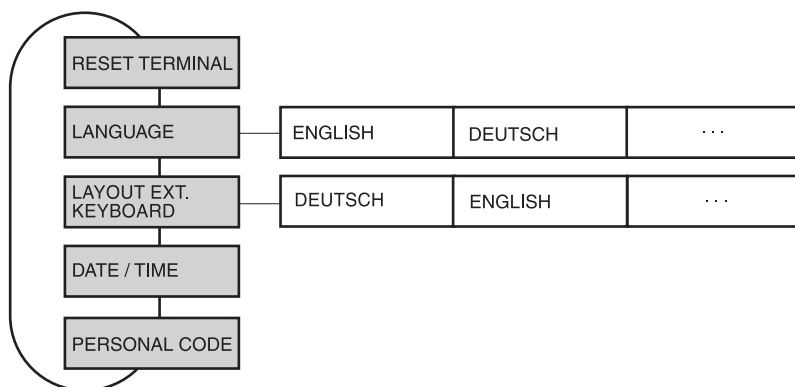 RESET TERMINAL
LANGUAGE
ENGLISH
DEUTSCH
...
LAYOUT EXT.
KEYBOARD
DEUTSCH
ENGLISH
...
DATE / TIME
PERSONAL CODE